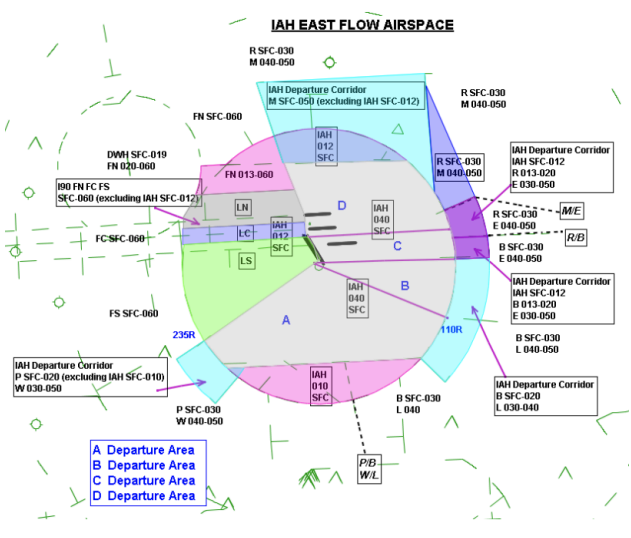 IAH EAST FLOW AIRSPACE
R SFC-030
M 040-050
IAH Departure Corridor
M SFC-050 (excluding IAH SFC-012)
R SFC-030
M 040-050
FN SFC-060
IAH
012
SFC
IAH Departure Corridor
IAH SFC-012
R 013-020
E 030-050
DWH SFC-019
FN 020-060
FN 013-060
R SFC-030
M 040-050
I90 FN FC FS
SFC-060 (excluding IAH SFC-012)
LN
D
IAH
040
SFC
M/E
R SFC-030
E 040-050
R/B
FC SFC-060
LC
IAH
012
SFC
C
B SFC-030
E 040-050
LS
IAH
040
SFC
B
IAH Departure Corridor
IAH SFC-012
B 013-020
E 030-050
FS SFC-060
A
235R
110R
B SFC-030
L 040-050
IAH Departure Corridor
P SFC-020 (excluding IAH SFC-010)
W 030-050
IAH
010
SFC
IAH Departure Corridor
B SFC-020
L 030-040
P SFC-030
W 040-050
B SFC-030
L 040
A Departure Area
B Departure Area
C Departure Area
D Departure Area
P/B
W/L